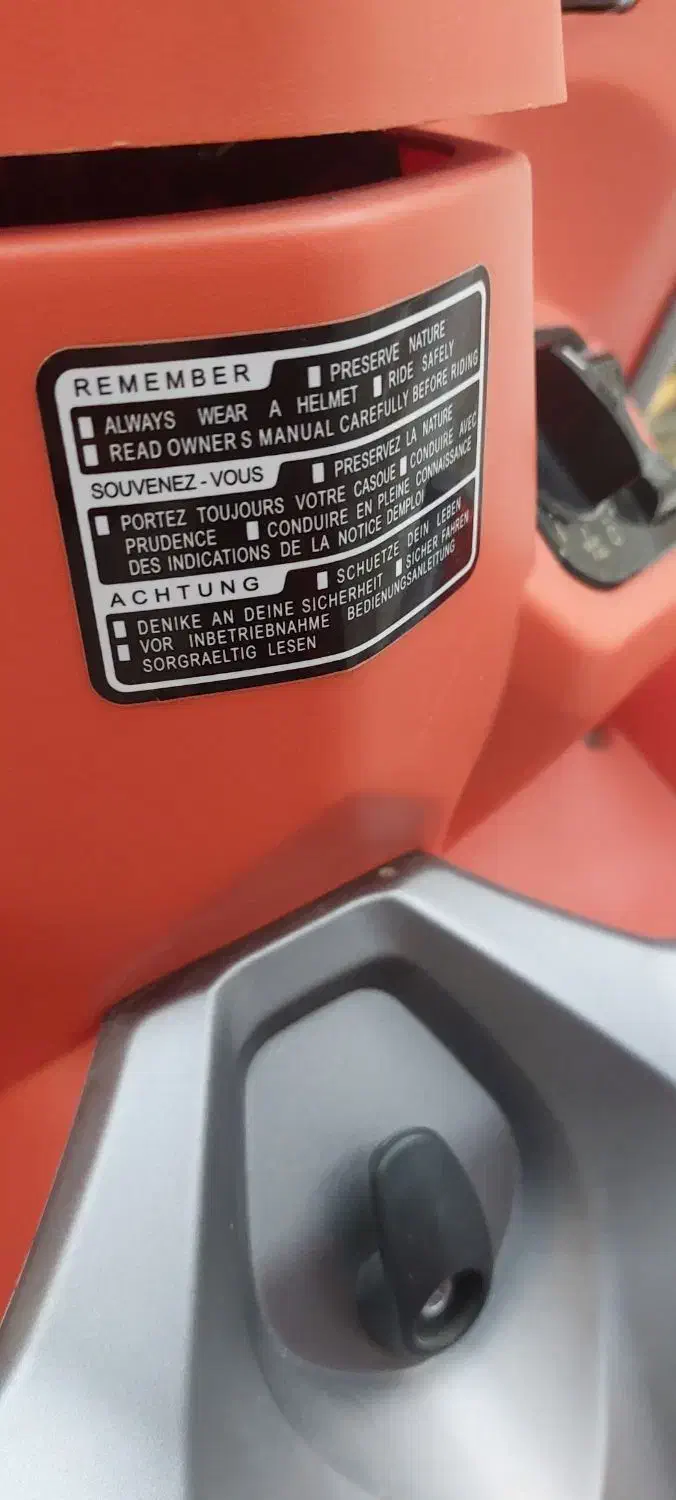 REMEMBER PRESERVE NATURE
ALWAYS WEAR A HELMET RIDE SAFELY
READ OWNER S MANUAL CAREFULLY BEFORE RIDING
SOUVENEZ-VOUS PRESERVEZ LA NATURE
PORTEZ TOUJOURS VOTRE CASQUE CONDUIRE AVEC
PRUDENCE CONDUIRE EN PLEINE CONNAISSANCE
DES INDICATIONS DE LA NOTICE DEMPLOI
ACHTUNG SCHUETZE DEIN LEBEN
DENIKE AN DEINE SICHERHEIT SICHER FAHREN
VOR INBETRIEBNAHME BEDIENUNGSANLEITUNG
SORGRAELTIG LESEN